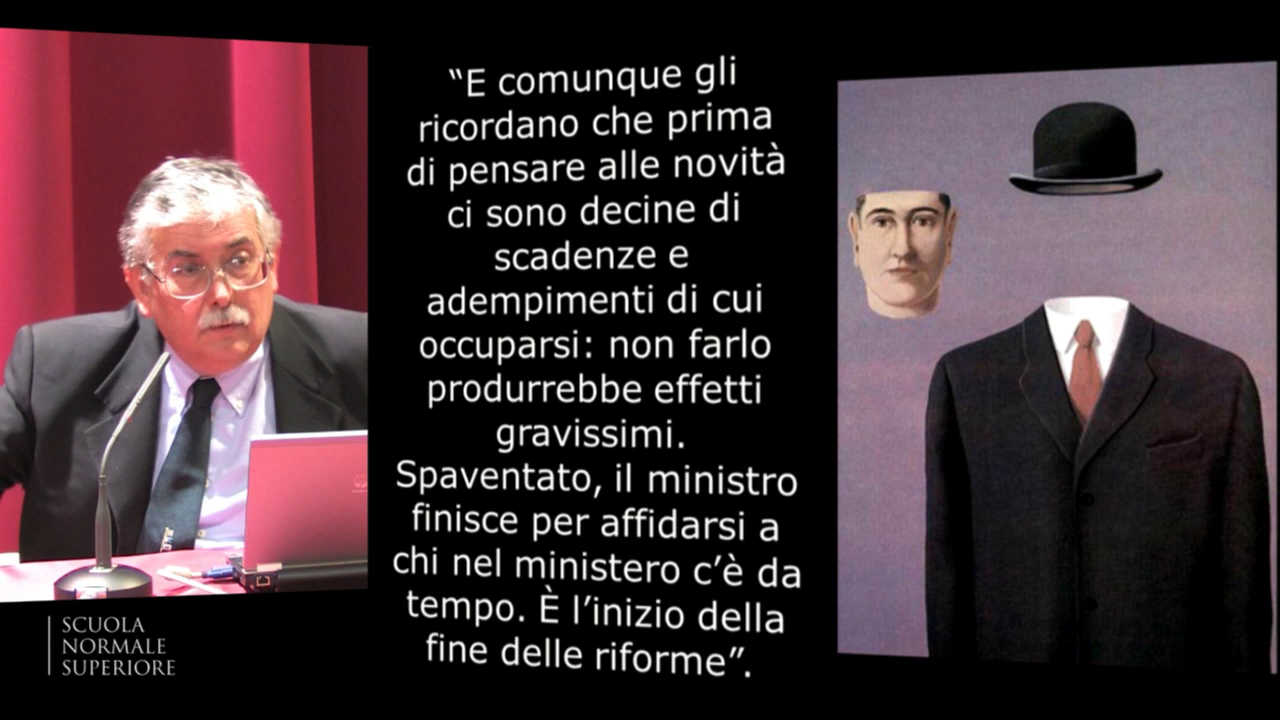 “E comunque gli
ricordano che prima
di pensare alle novità
ci sono decine di
scadenze e
adempimenti di cui
occuparsi: non farlo
produrrebbe effetti
gravissimi.
Spaventato, il ministro
finisce per affidarsi a
chi nel ministero c’è da
tempo. È l’inizio della
fine delle riforme”.
SCUOLA
NORMALE
SUPERIORE